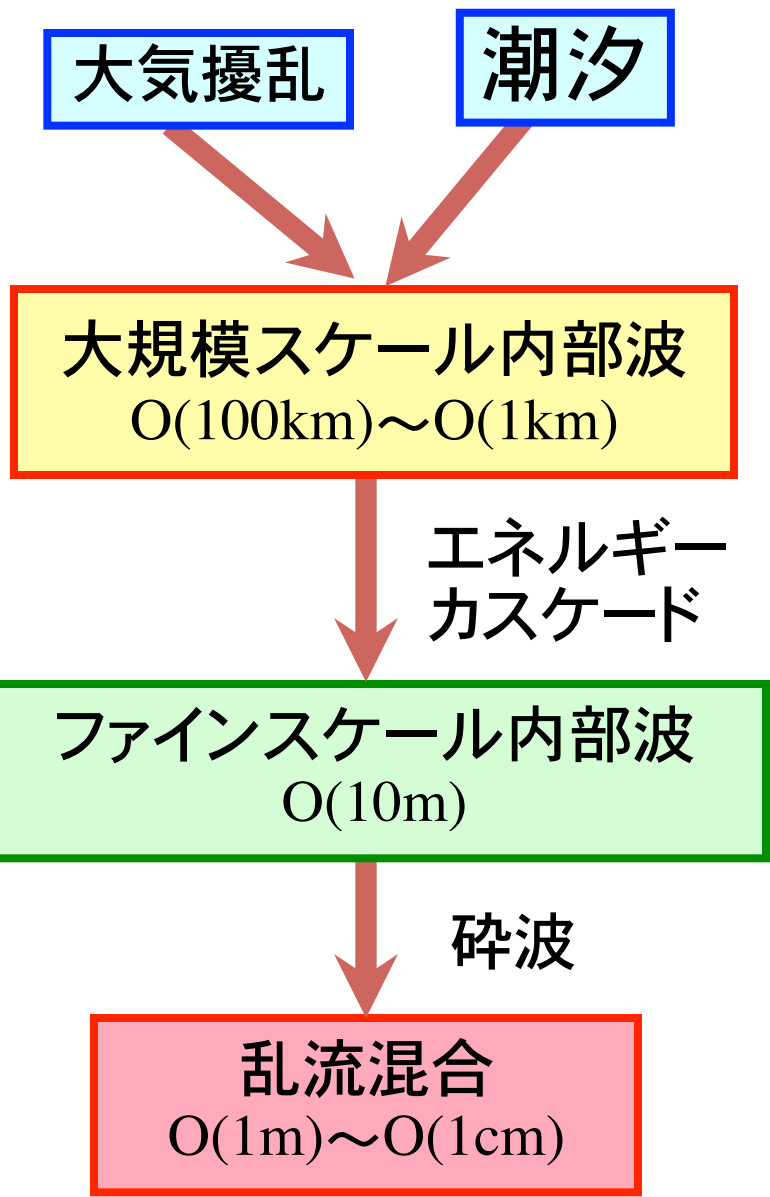 大気擾乱
潮汐
大規模スケール内部波
O(100km)～O(1km)
エネルギー
カスケード
ファインスケール内部波
O(10m)
砕波
乱流混合
O(1m)～O(1cm)